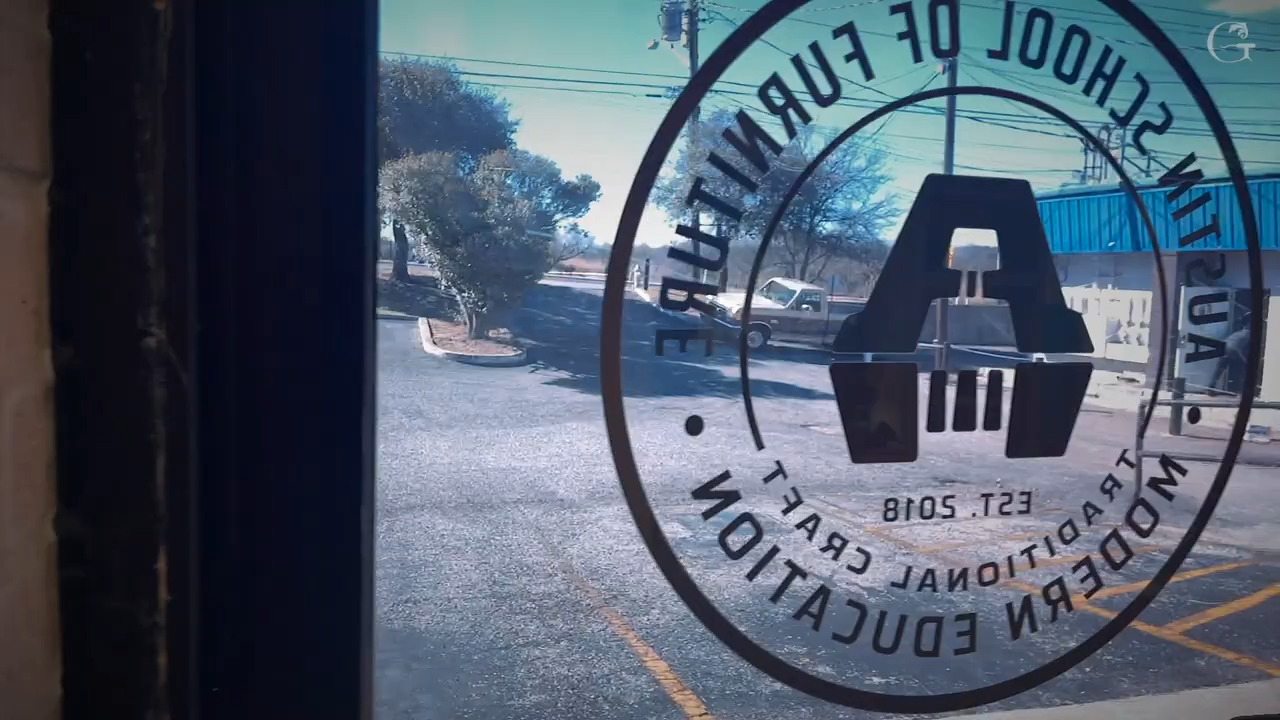 AUSTIN SCHOOL OF FURNITURE
EST. 2018
TRADITIONAL CRAFT
MODERN EDUCATION
G